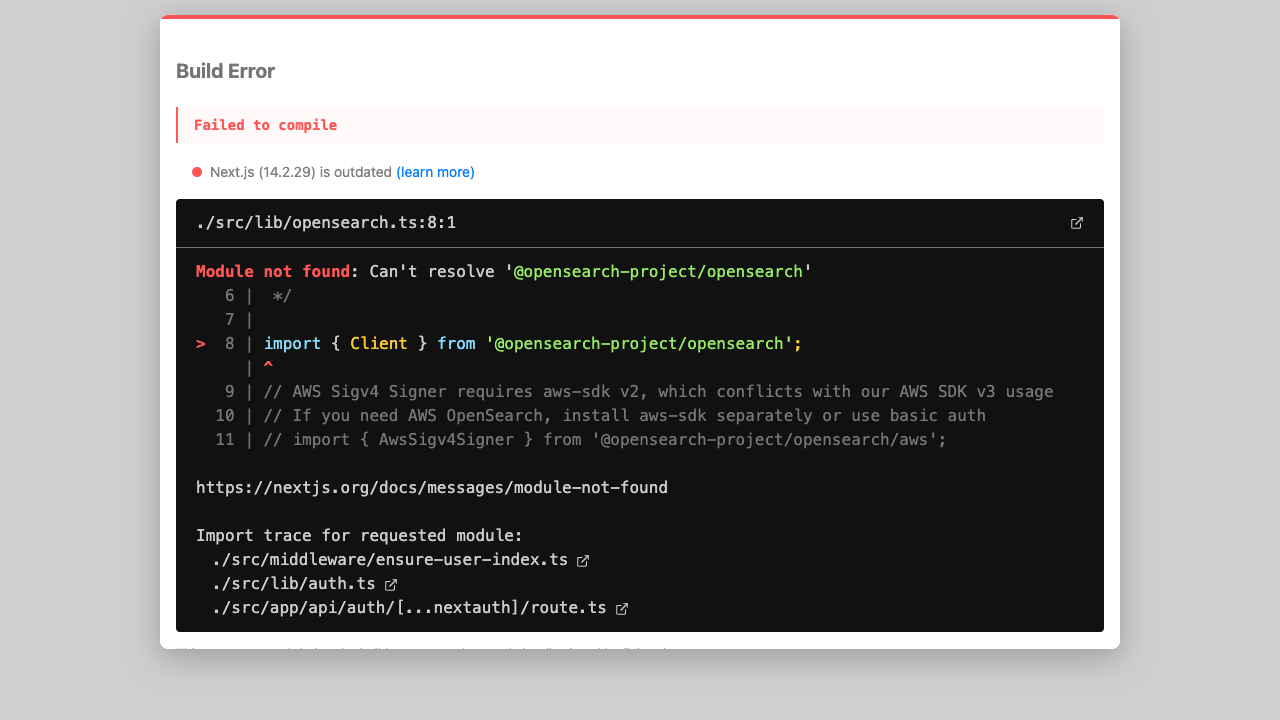 Build Error
Failed to compile
Next.js (14.2.29) is outdated (learn more)
./src/lib/opensearch.ts:8:1
Module not found: Can't resolve '@opensearch-project/opensearch'
6 |  */
7 |
> 8 | import { Client } from '@opensearch-project/opensearch';
| ^
9 | // AWS Sigv4 Signer requires aws-sdk v2, which conflicts with our AWS SDK v3 usage
10 | // If you need AWS OpenSearch, install aws-sdk separately or use basic auth
11 | // import { AwsSigv4Signer } from '@opensearch-project/opensearch/aws';
https://nextjs.org/docs/messages/module-not-found
Import trace for requested module:
./src/middleware/ensure-user-index.ts
./src/lib/auth.ts
./src/app/api/auth/[...nextauth]/route.ts